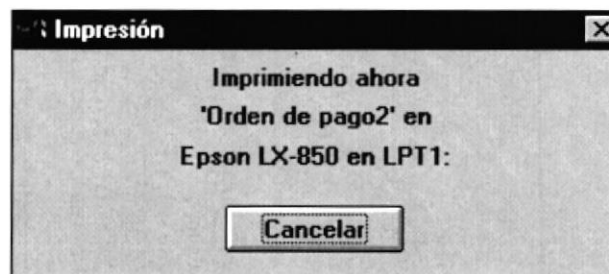 Impresión
Imprimiendo ahora
'Orden de pago2' en
Epson LX-850 en LPT1:
Cancelar